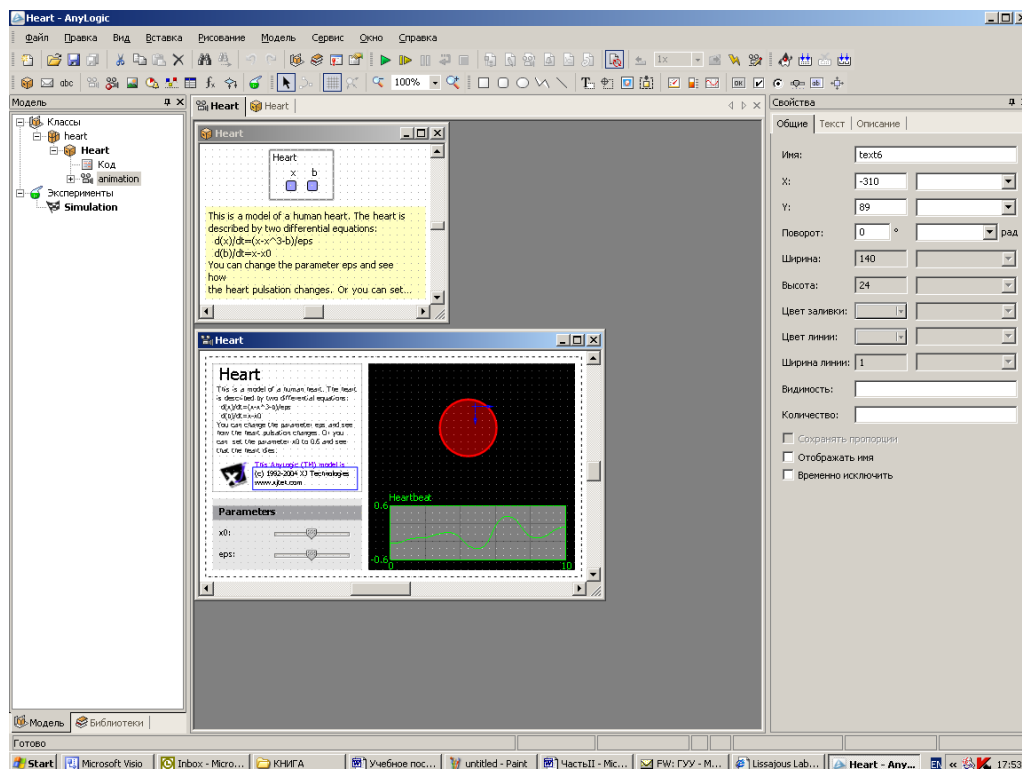 Heart - AnyLogic
Файл Правка Вид Вставка Рисование Модель Сервис Окно Справка
1x
abc 100% OK
Модель
Классы
heart
Heart
Код
animation
Эксперименты
Simulation
Модель Библиотеки
Heart Heart
Heart
Heart
x b
This is a model of a human heart. The heart is
described by two differential equations:
d(x)/dt=(x-x^3-b)/eps
d(b)/dt=x-x0
You can change the parameter eps and see
how
the heart pulsation changes. Or you can set...
Heart
Heart
This is a model of a human heart. The heart
is described by two differential equations:
d(x)/dt=(x-x^3-b)/eps
d(b)/dt=x-x0
You can change the parameter eps and see
how the heart pulsation changes. Or you
can set the parameter x0 to 0.6 and see
that the heart dies.
This AnyLogic (TM) model is
(c) 1992-2004 XJ Technologies
www.xjtek.com
Parameters
x0:
eps:
Heartbeat
0.6
-0.6
0 10
Свойства
Общие Текст Описание
Имя: text6
X: -310
Y: 89
Поворот: 0 ° рад
Ширина: 140
Высота: 24
Цвет заливки:
Цвет линии:
Ширина линии: 1
Видимость:
Количество:
Сохранять пропорции
Отображать имя
Временно исключить
Готово
Start Microsoft Visio Inbox - Micro... КНИГА Учебное пос... untitled - Paint ЧастьII - Mic... FW: ГУУ - М... Lissajous Lab... Heart - Any... EN « 17:53